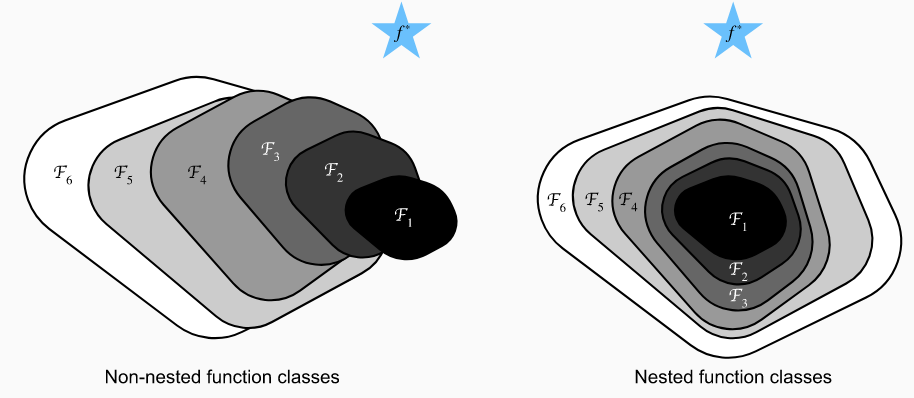 f* f*
ℱ₆ ℱ₅ ℱ₄ ℱ₃ ℱ₂ ℱ₁
ℱ₆ ℱ₅ ℱ₄ ℱ₁
ℱ₂
ℱ₃
Non-nested function classes
Nested function classes